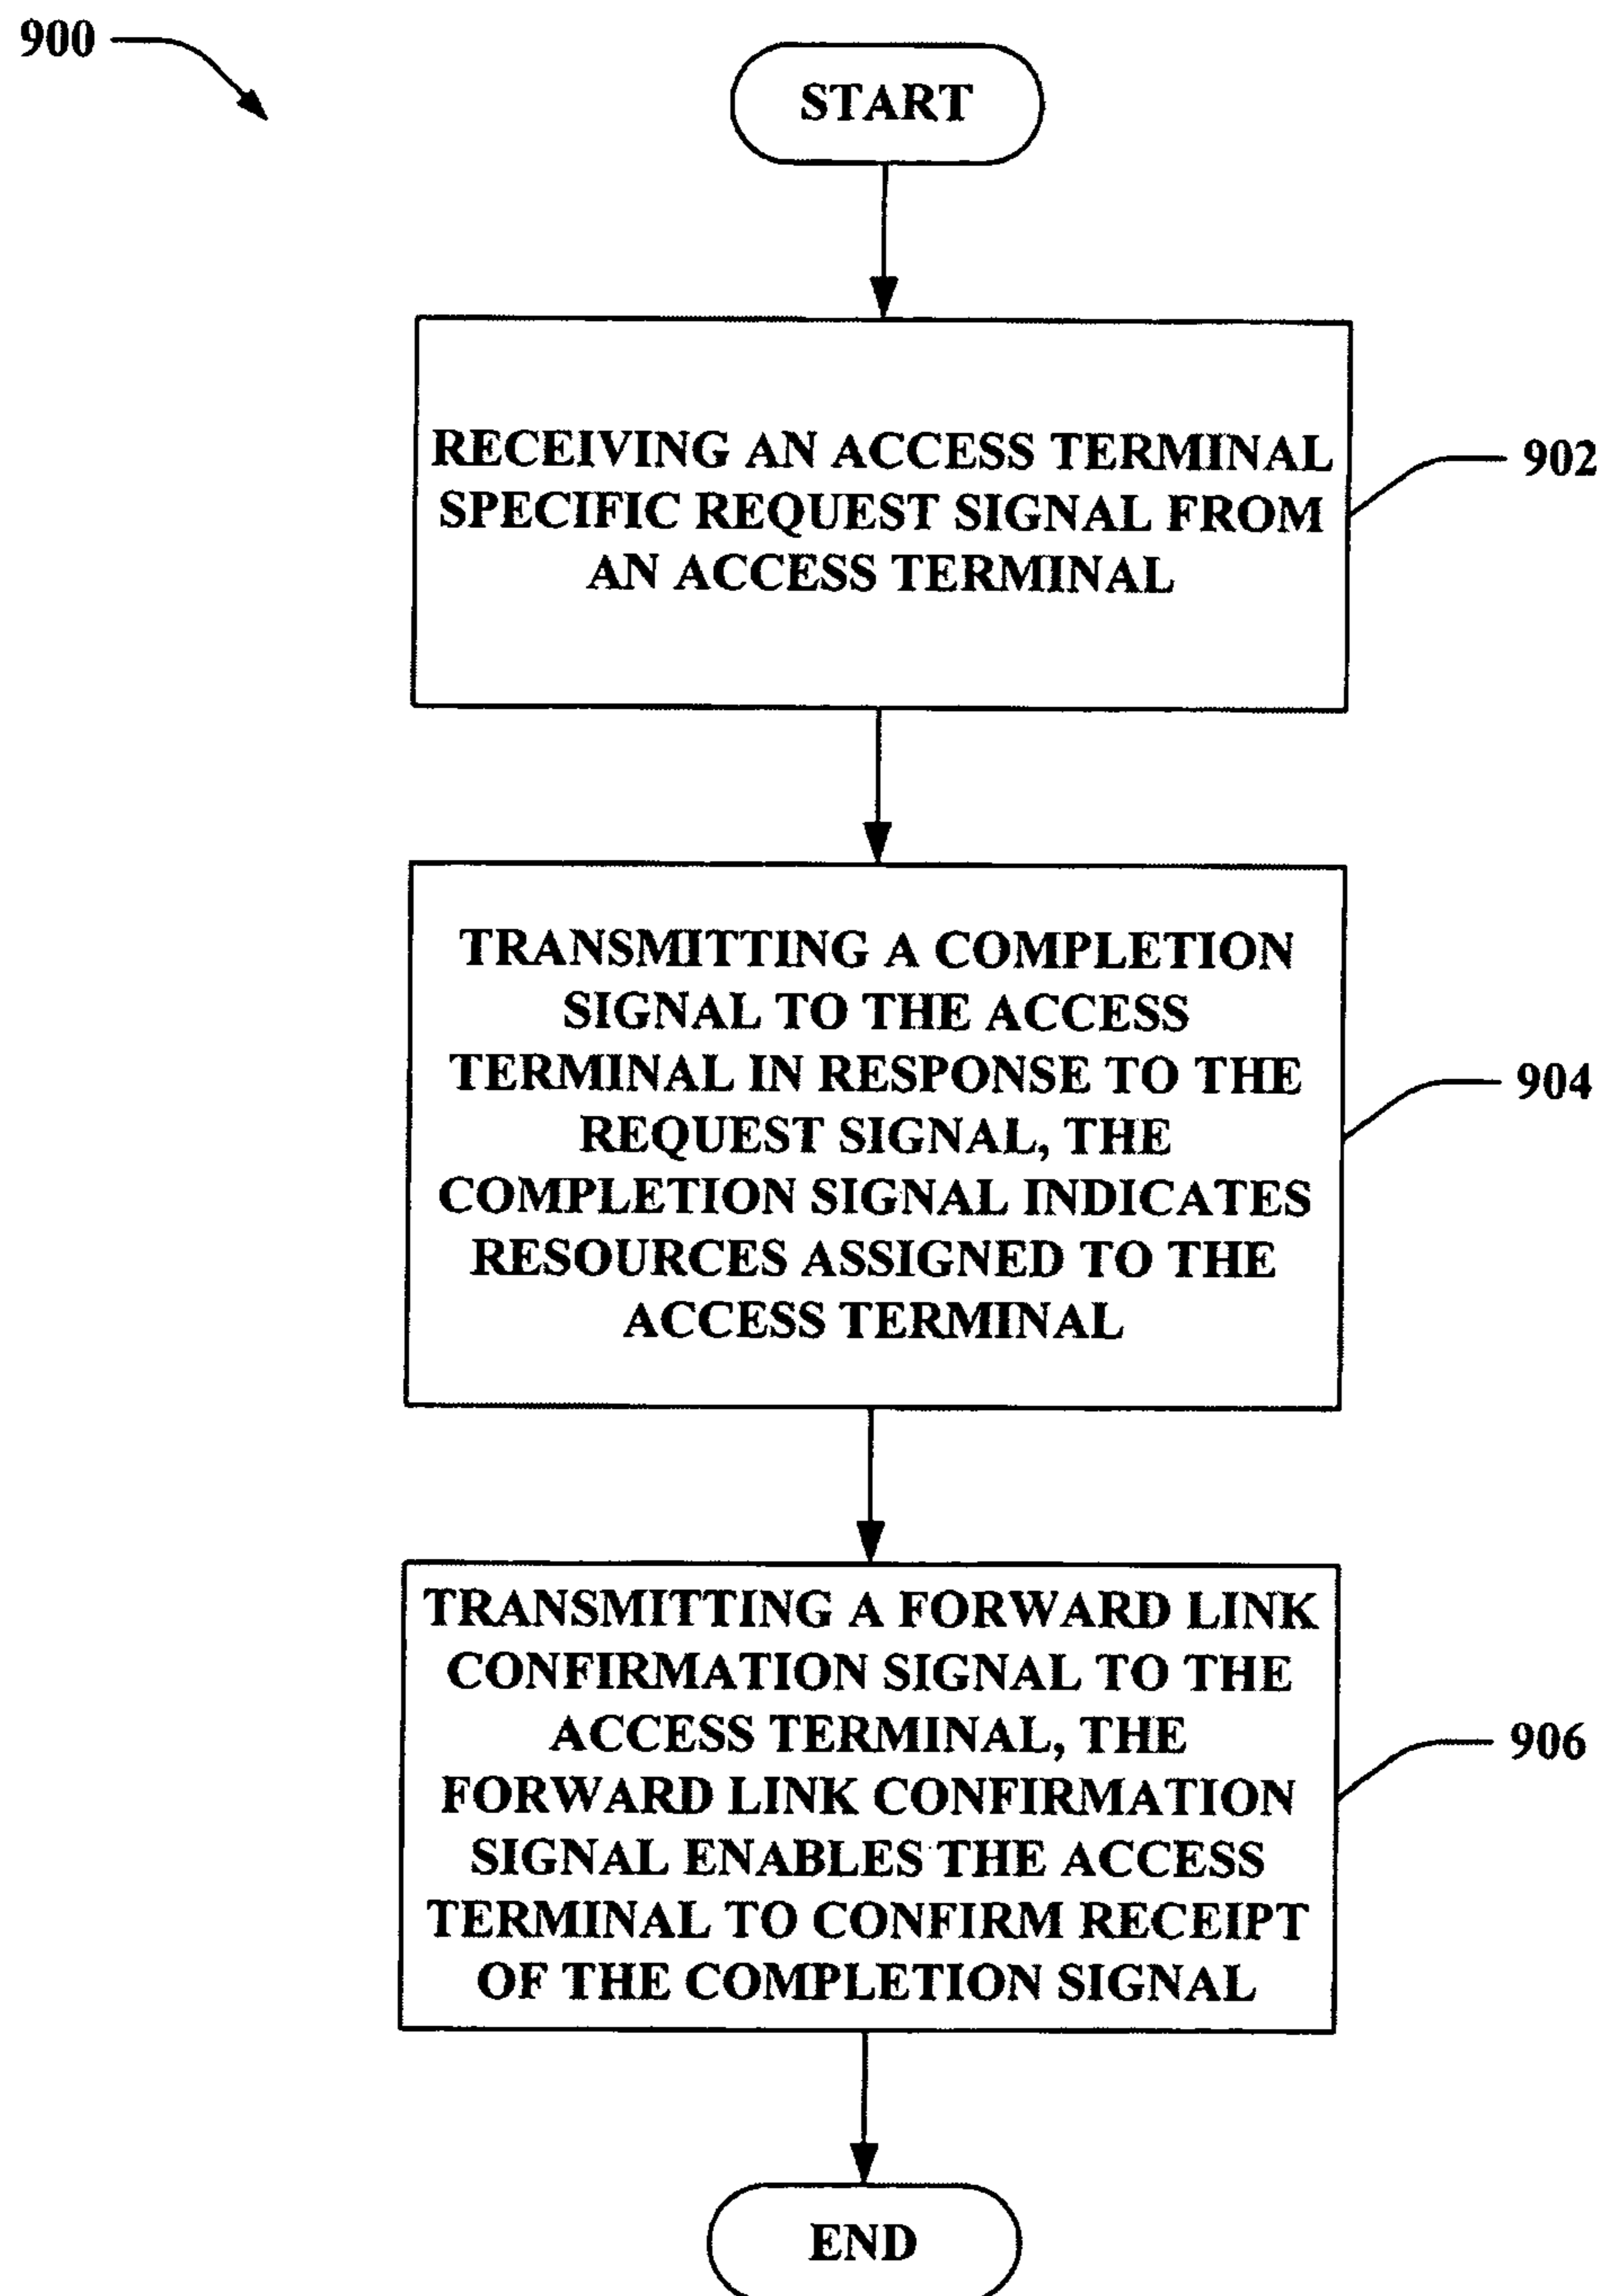 900
START
RECEIVING AN ACCESS TERMINAL
SPECIFIC REQUEST SIGNAL FROM
AN ACCESS TERMINAL
902
TRANSMITTING A COMPLETION
SIGNAL TO THE ACCESS
TERMINAL IN RESPONSE TO THE
REQUEST SIGNAL, THE
COMPLETION SIGNAL INDICATES
RESOURCES ASSIGNED TO THE
ACCESS TERMINAL
904
TRANSMITTING A FORWARD LINK
CONFIRMATION SIGNAL TO THE
ACCESS TERMINAL, THE
FORWARD LINK CONFIRMATION
SIGNAL ENABLES THE ACCESS
TERMINAL TO CONFIRM RECEIPT
OF THE COMPLETION SIGNAL
906
END